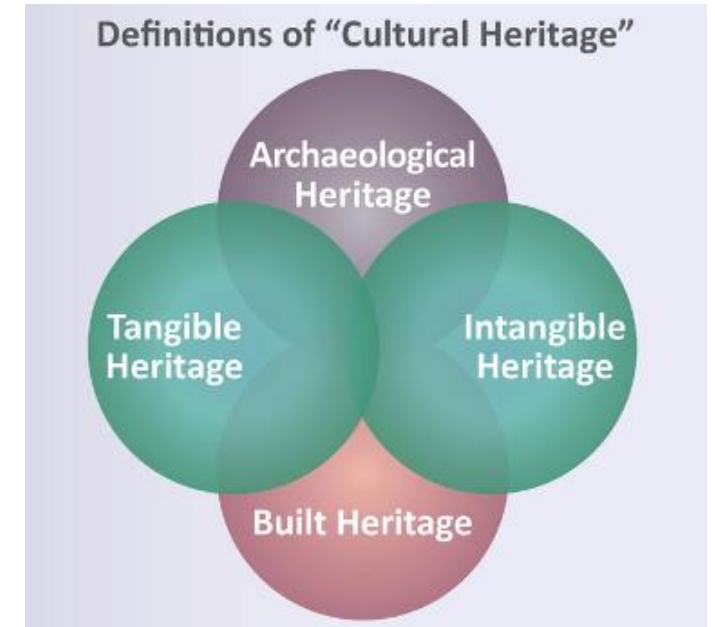 Definitions of “Cultural Heritage”
Archaeological
Heritage
Tangible
Heritage
Intangible
Heritage
Built Heritage